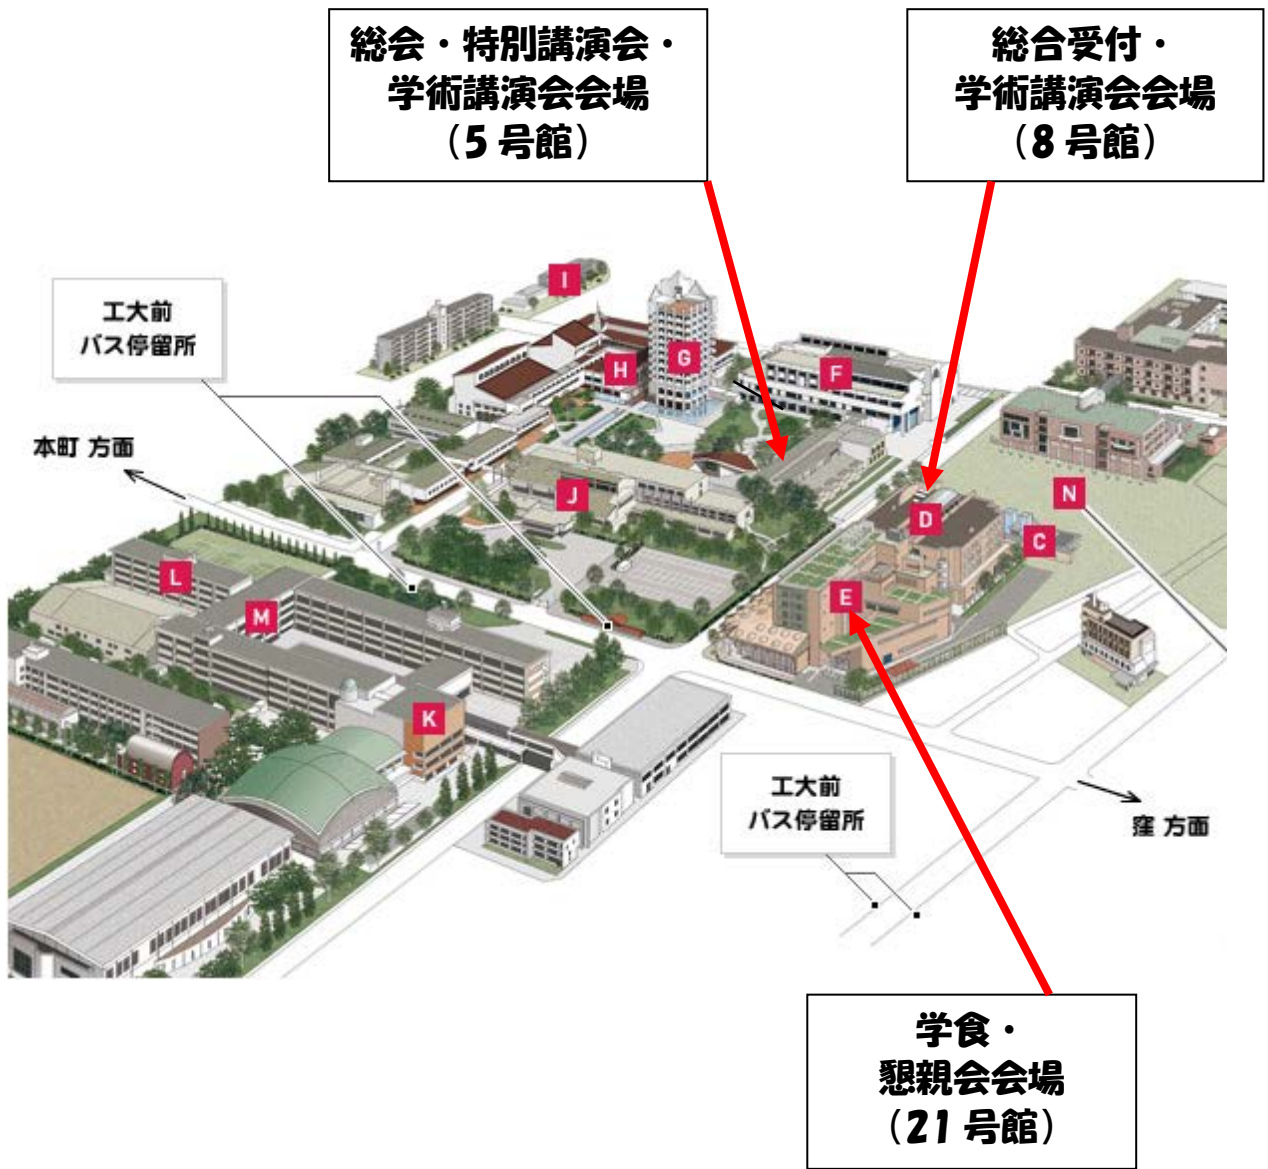 総会・特別講演会・
学術講演会会場
（5号館）
総合受付・
学術講演会会場
（8号館）
工大前
バス停留所
本町 方面
I
H
G
F
J
D
N
C
E
L
M
K
工大前
バス停留所
窪 方面
学食・
懇親会会場
（21号館）